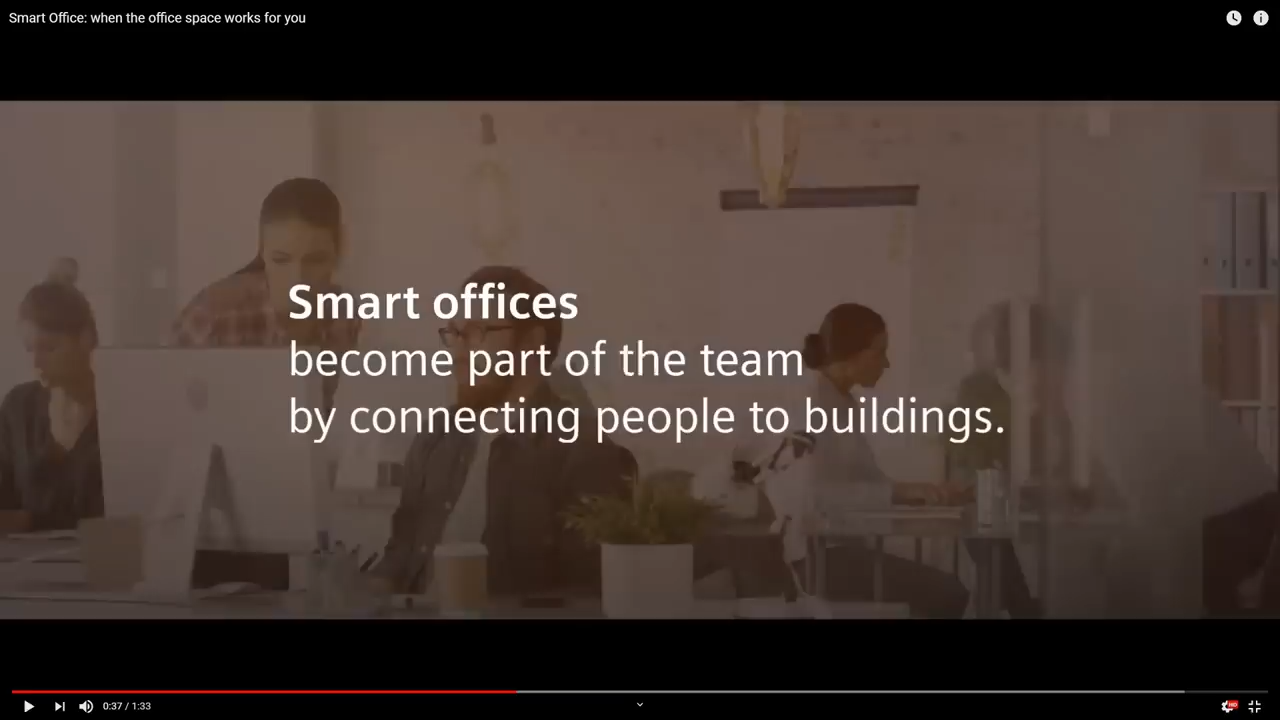 Smart Office: when the office space works for you
Smart offices
become part of the team
by connecting people to buildings.
0:37 / 1:33
HD